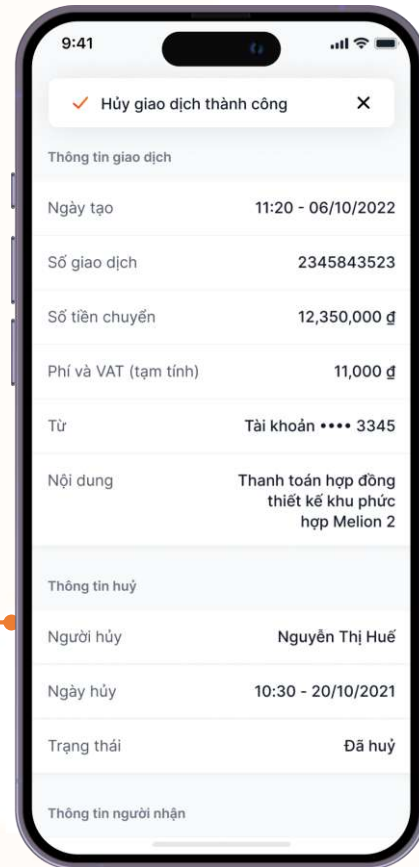 9:41
Hủy giao dịch thành công
Thông tin giao dịch
Ngày tạo 11:20 - 06/10/2022
Số giao dịch 2345843523
Số tiền chuyển 12,350,000 ₫
Phí và VAT (tạm tính) 11,000 ₫
Từ Tài khoản •••• 3345
Nội dung Thanh toán hợp đồng
thiết kế khu phức
hợp Melion 2
Thông tin huỷ
Người hủy Nguyễn Thị Huế
Ngày hủy 10:30 - 20/10/2021
Trạng thái Đã huỷ
Thông tin người nhận